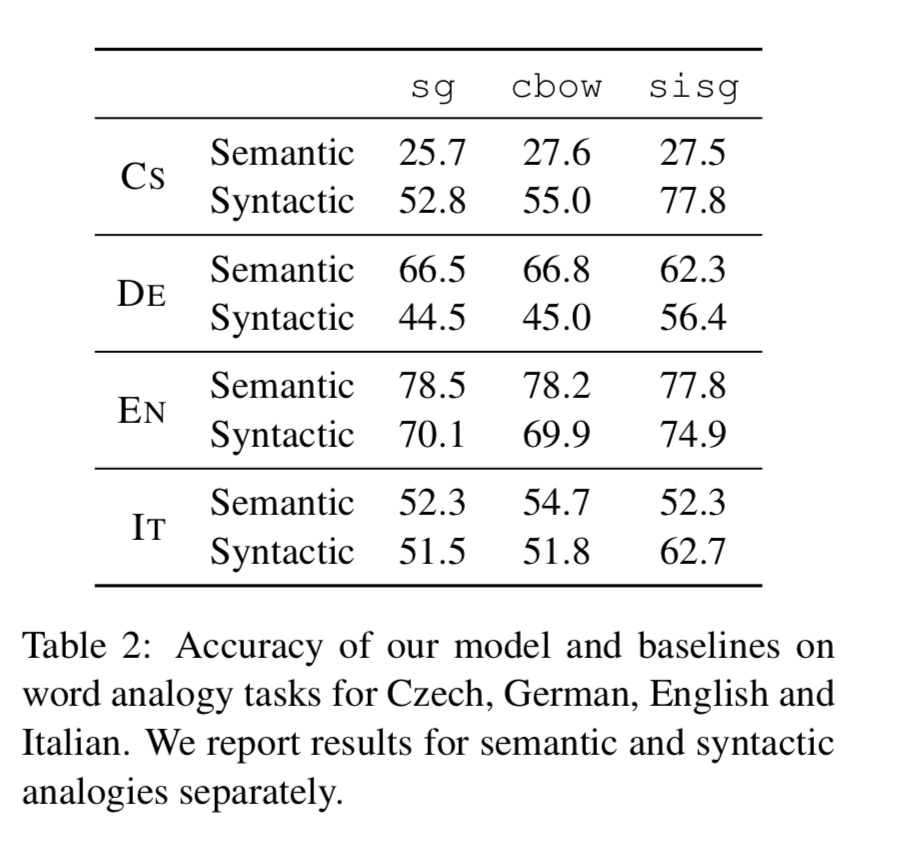 sg cbow sisg
Cs Semantic 25.7 27.6 27.5
Syntactic 52.8 55.0 77.8
De Semantic 66.5 66.8 62.3
Syntactic 44.5 45.0 56.4
En Semantic 78.5 78.2 77.8
Syntactic 70.1 69.9 74.9
It Semantic 52.3 54.7 52.3
Syntactic 51.5 51.8 62.7
Table 2: Accuracy of our model and baselines on
word analogy tasks for Czech, German, English and
Italian. We report results for semantic and syntactic
analogies separately.